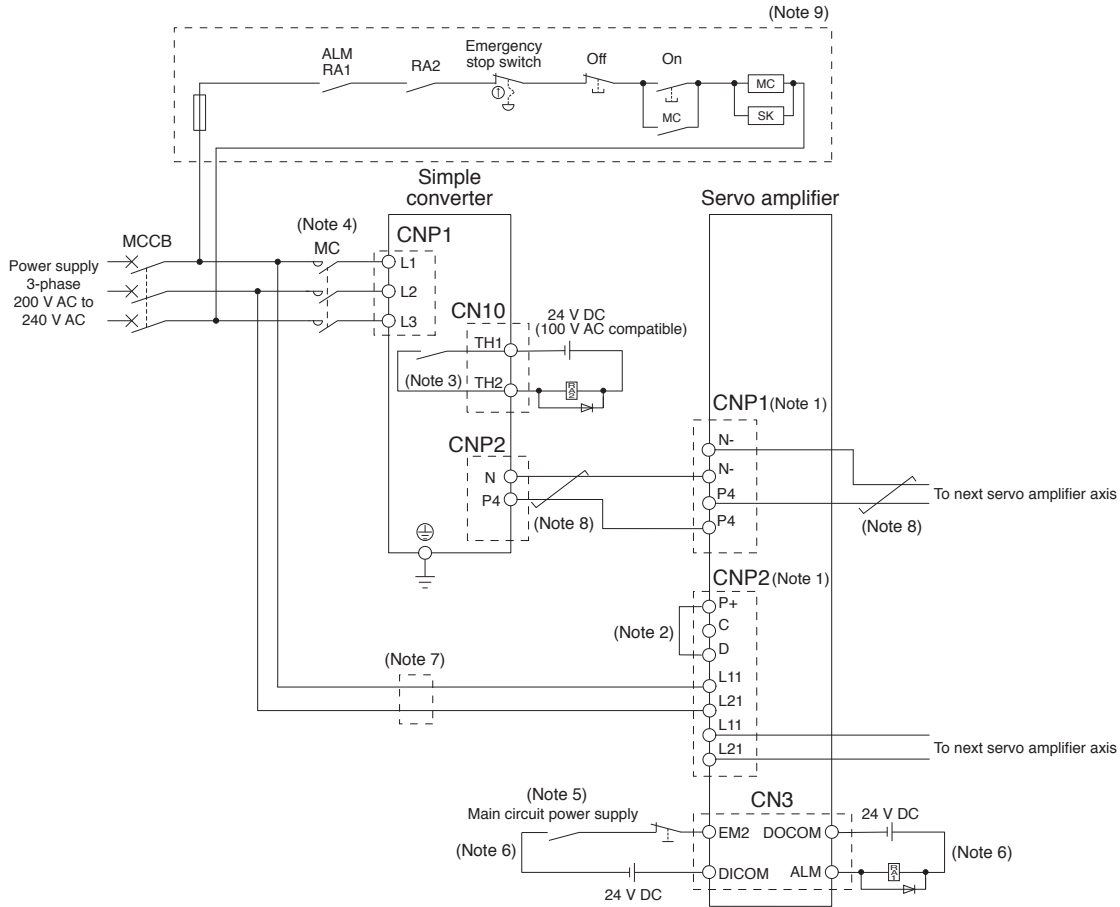 (Note 9)
ALM
RA1
RA2
Emergency
stop switch
Off
On
MC
SK
MC
Simple
converter
Servo amplifier
(Note 4)
MCCB
MC
CNP1
Power supply
3-phase
200 V AC to
240 V AC
L1
L2
L3
CN10
24 V DC
(100 V AC compatible)
TH1
(Note 3)
TH2
RA2
CNP1 (Note 1)
N-
CNP2
N
N-
P4
P4
P4
(Note 8)
To next servo amplifier axis
(Note 8)
CNP2 (Note 1)
P+
C
D
(Note 2)
(Note 7)
L11
L21
L11
L21
To next servo amplifier axis
CN3
(Note 5)
Main circuit power supply
24 V DC
EM2
DOCOM
(Note 6)
(Note 6)
DICOM
ALM
RA1
24 V DC